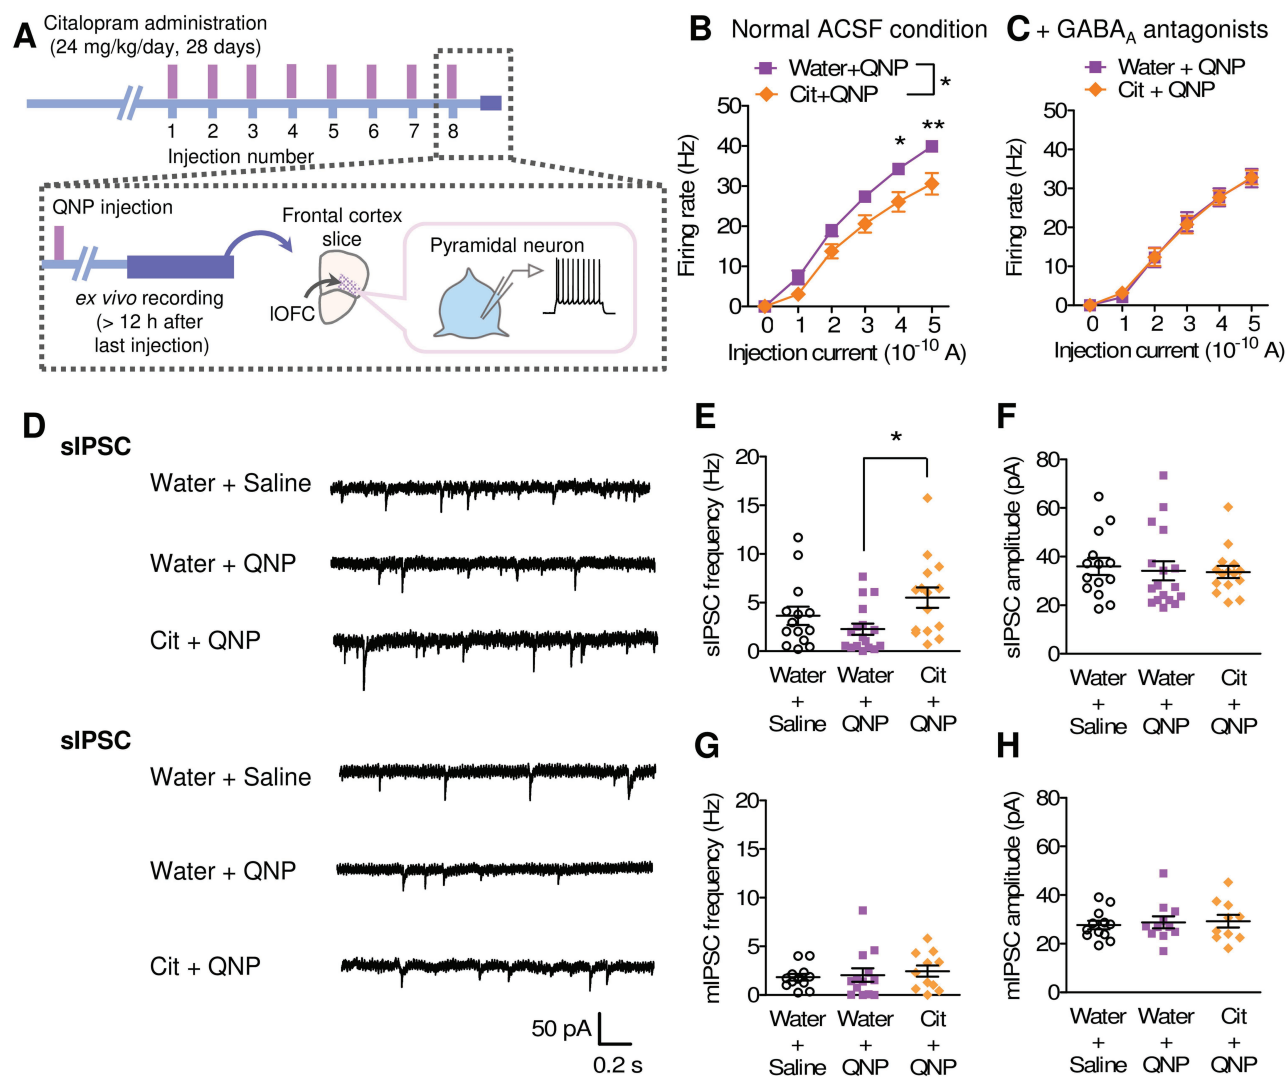 A
Citalopram administration
(24 mg/kg/day, 28 days)
1 2 3 4 5 6 7 8
Injection number
QNP injection
ex vivo recording
(> 12 h after
last injection)
Frontal cortex
slice
lOFC
Pyramidal neuron
B Normal ACSF condition
Water+QNP
Cit+QNP
*
* **
Firing rate (Hz)
50
40
30
20
10
0
0 1 2 3 4 5
Injection current (10-10 A)
C + GABAA antagonists
Water + QNP
Cit + QNP
Firing rate (Hz)
50
40
30
20
10
0
0 1 2 3 4 5
Injection current (10-10 A)
D
sIPSC
Water + Saline
Water + QNP
Cit + QNP
sIPSC
Water + Saline
Water + QNP
Cit + QNP
50 pA
0.2 s
E
*
sIPSC frequency (Hz)
20
15
10
5
0
Water Water Cit
+ + +
Saline QNP QNP
F
sIPSC amplitude (pA)
80
60
40
20
0
Water Water Cit
+ + +
Saline QNP QNP
G
mIPSC frequency (Hz)
20
15
10
5
0
Water Water Cit
+ + +
Saline QNP QNP
H
mIPSC amplitude (pA)
80
60
40
20
0
Water Water Cit
+ + +
Saline QNP QNP